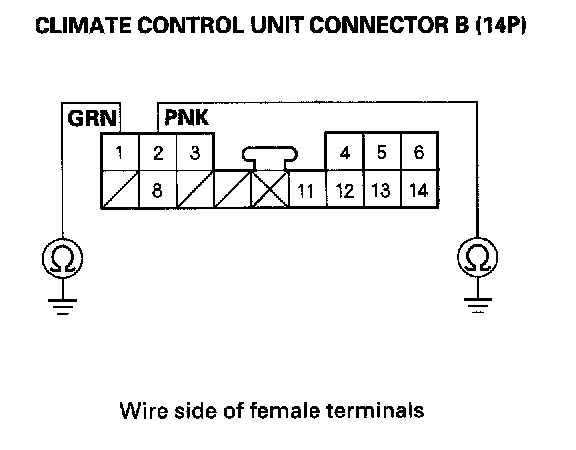 CLIMATE CONTROL UNIT CONNECTOR B (14P)
GRN PNK
1 2 3 4 5 6
8 11 12 13 14
Ω Ω
Wire side of female terminals